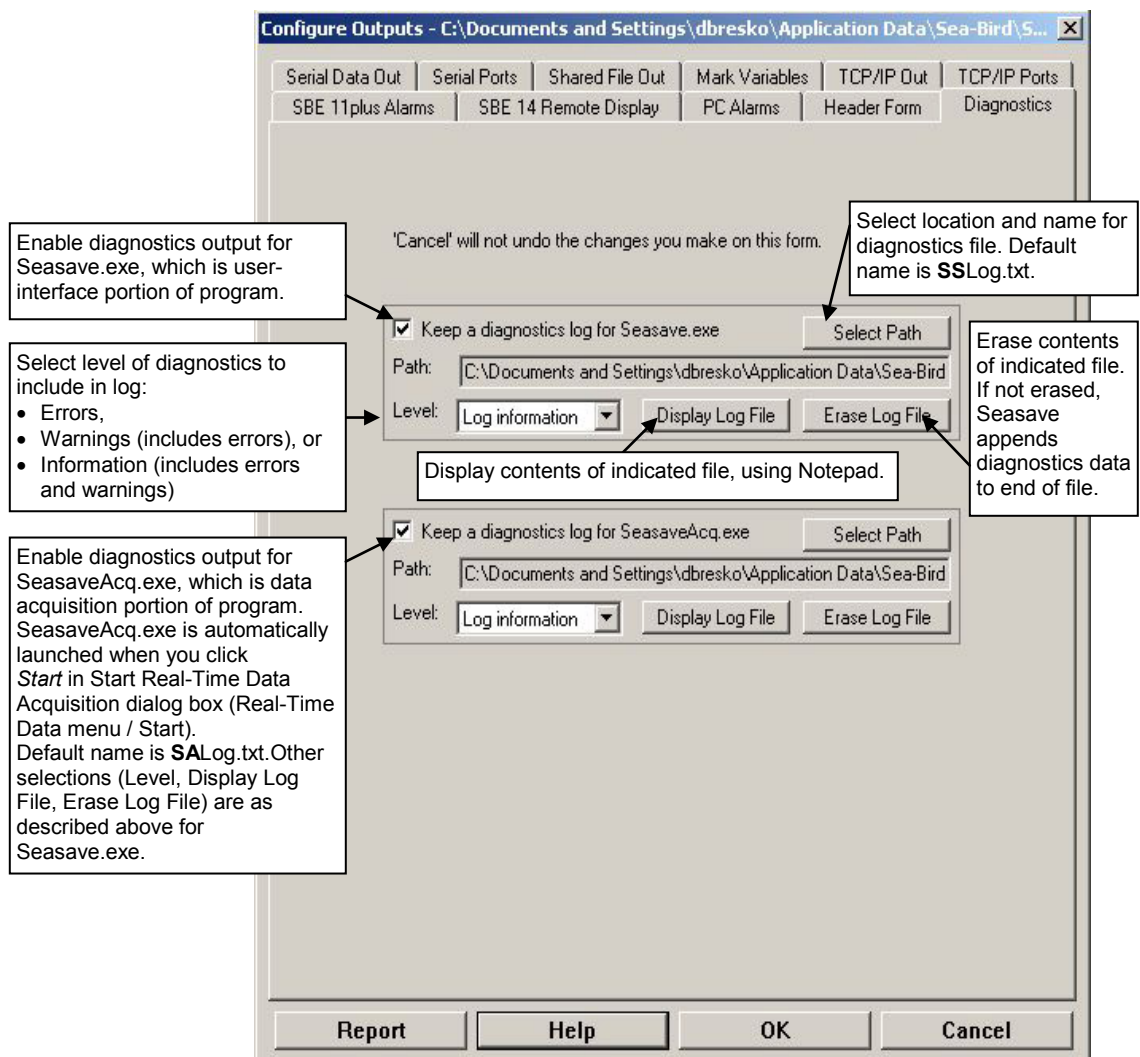 Configure Outputs - C:\Documents and Settings\dbresko\Application Data\Sea-Bird\S...
Serial Data Out
Serial Ports
Shared File Out
Mark Variables
TCP/IP Out
TCP/IP Ports
SBE 11plus Alarms
SBE 14 Remote Display
PC Alarms
Header Form
Diagnostics
'Cancel' will not undo the changes you make on this form.
Enable diagnostics output for
Seasave.exe, which is user-
interface portion of program.
Select location and name for
diagnostics file. Default
name is SSLog.txt.
Keep a diagnostics log for Seasave.exe
Select Path
Path:
C:\Documents and Settings\dbresko\Application Data\Sea-Bird
Level:
Log information
Display Log File
Erase Log File
Select level of diagnostics to
include in log:
• Errors,
• Warnings (includes errors), or
• Information (includes errors
and warnings)
Erase contents
of indicated file.
If not erased,
Seasave
appends
diagnostics data
to end of file.
Display contents of indicated file, using Notepad.
Keep a diagnostics log for SeasaveAcq.exe
Select Path
Path:
C:\Documents and Settings\dbresko\Application Data\Sea-Bird
Level:
Log information
Display Log File
Erase Log File
Enable diagnostics output for
SeasaveAcq.exe, which is data
acquisition portion of program.
SeasaveAcq.exe is automatically
launched when you click
Start in Start Real-Time Data
Acquisition dialog box (Real-Time
Data menu / Start).
Default name is SALog.txt.Other
selections (Level, Display Log
File, Erase Log File) are as
described above for
Seasave.exe.
Report
Help
OK
Cancel